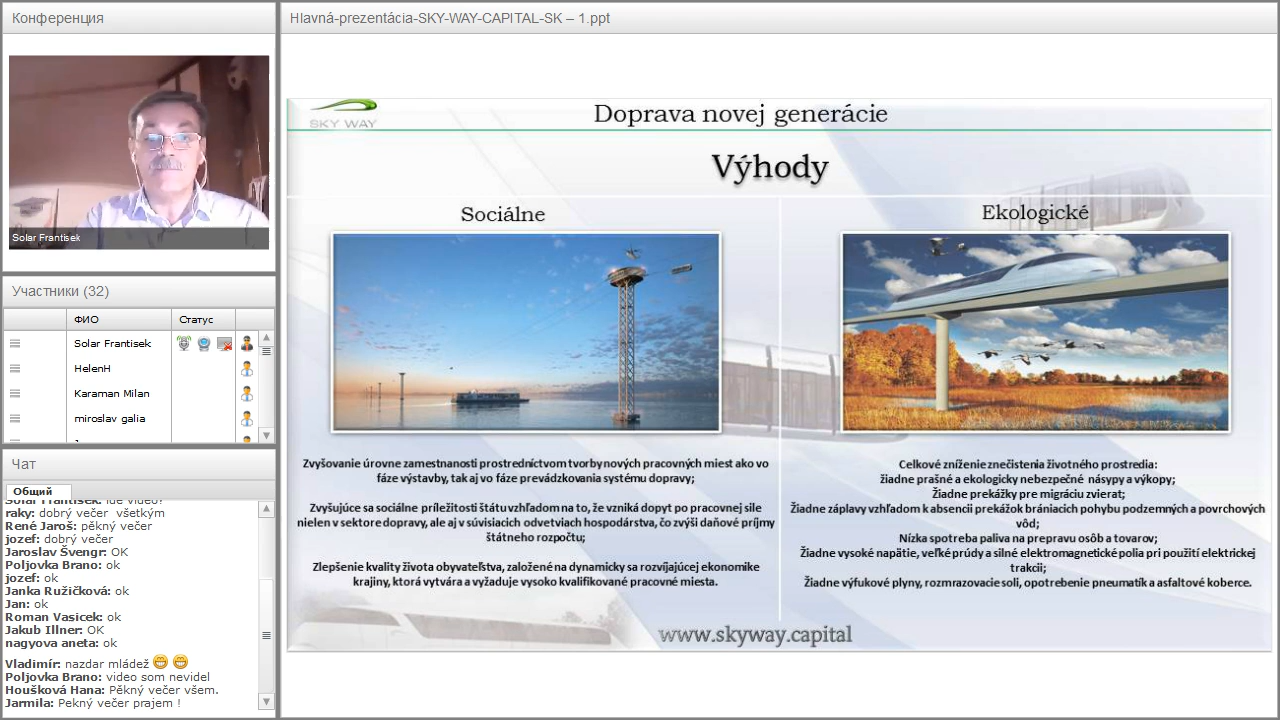 Конференция
Solar Frantisek
Участники (32)
ФИО
Статус
Solar Frantisek
HelenH
Karaman Milan
miroslav galia
Чат
Общий
Solar Frantisek: ide video?
raky: dobrý večer všetkým
René Jaroš: pěkný večer
jozef: dobrý večer
Jaroslav Švengr: OK
Poljovka Brano: ok
jozef: ok
Janka Ružičková: ok
Jan: ok
Roman Vasicek: ok
Jakub Illner: OK
nagyova aneta: ok
Vladimír: nazdar mládež
Poljovka Brano: video som nevidel
Houšková Hana: Pěkný večer všem.
Jarmila: Pekný večer prajem !
Hlavná-prezentácia-SKY-WAY-CAPITAL-SK – 1.ppt
SKY WAY
Doprava novej generácie
Výhody
Sociálne
Zvyšovanie úrovne zamestnanosti prostredníctvom tvorby nových pracovných miest ako vo
fáze výstavby, tak aj vo fáze prevádzkovania systému dopravy;
Zvyšujúce sa sociálne príležitosti štátu vzhľadom na to, že vzniká dopyt po pracovnej sile
nielen v sektore dopravy, ale aj v súvisiacich odvetviach hospodárstva, čo zvýši daňové príjmy
štátneho rozpočtu;
Zlepšenie kvality života obyvateľstva, založené na dynamicky sa rozvíjajúcej ekonomike
krajiny, ktorá vytvára a vyžaduje vysoko kvalifikované pracovné miesta.
Ekologické
Celkové zníženie znečistenia životného prostredia:
žiadne prašné a ekologicky nebezpečné násypy a výkopy;
Žiadne prekážky pre migráciu zvierat;
Žiadne záplavy vzhľadom k absencii prekážok brániacich pohybu podzemných a povrchových
vôd;
Nízka spotreba paliva na prepravu osôb a tovarov;
Žiadne vysoké napätie, veľké prúdy a silné elektromagnetické polia pri použití elektrickej
trakcii;
Žiadne výfukové plyny, rozmrazovacie soli, opotrebenie pneumatík a asfaltové koberce.
www.skyway.capital